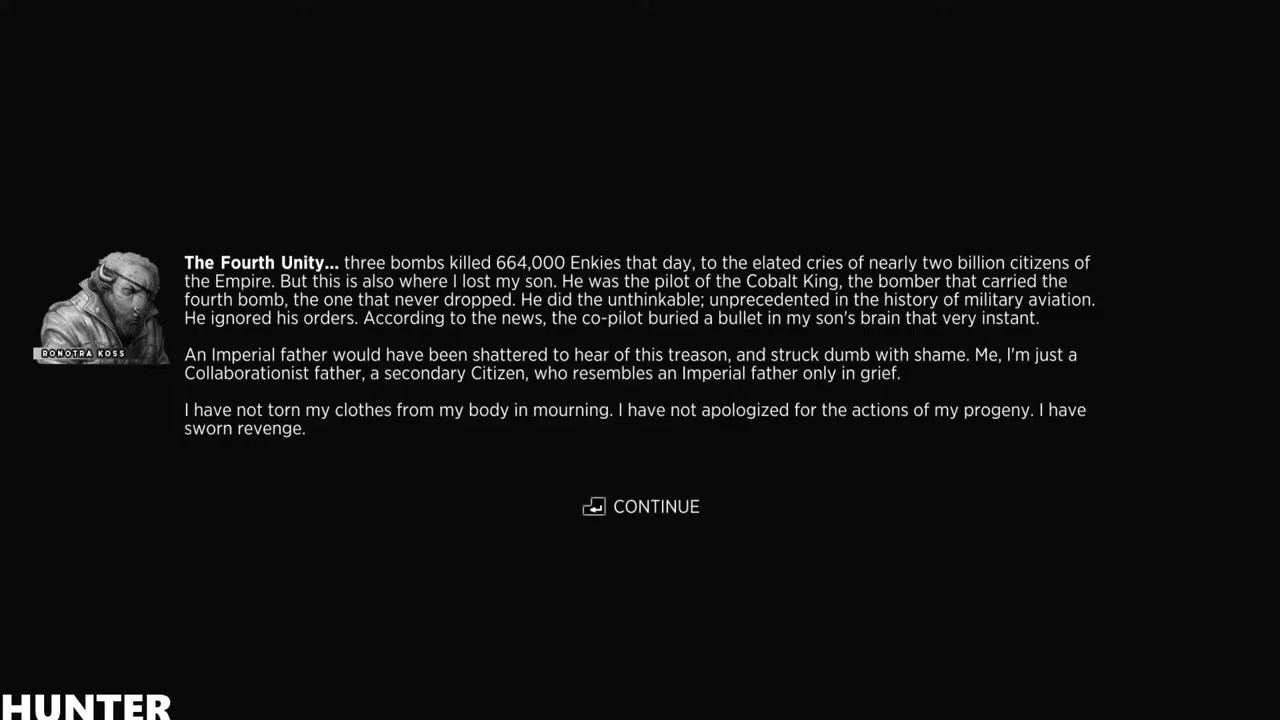 The Fourth Unity... three bombs killed 664,000 Enkies that day, to the elated cries of nearly two billion citizens of
the Empire. But this is also where I lost my son. He was the pilot of the Cobalt King, the bomber that carried the
fourth bomb, the one that never dropped. He did the unthinkable; unprecedented in the history of military aviation.
He ignored his orders. According to the news, the co-pilot buried a bullet in my son's brain that very instant.
RONOTRA KOSS
An Imperial father would have been shattered to hear of this treason, and struck dumb with shame. Me, I'm just a
Collaborationist father, a secondary Citizen, who resembles an Imperial father only in grief.
I have not torn my clothes from my body in mourning. I have not apologized for the actions of my progeny. I have
sworn revenge.
CONTINUE
HUNTER